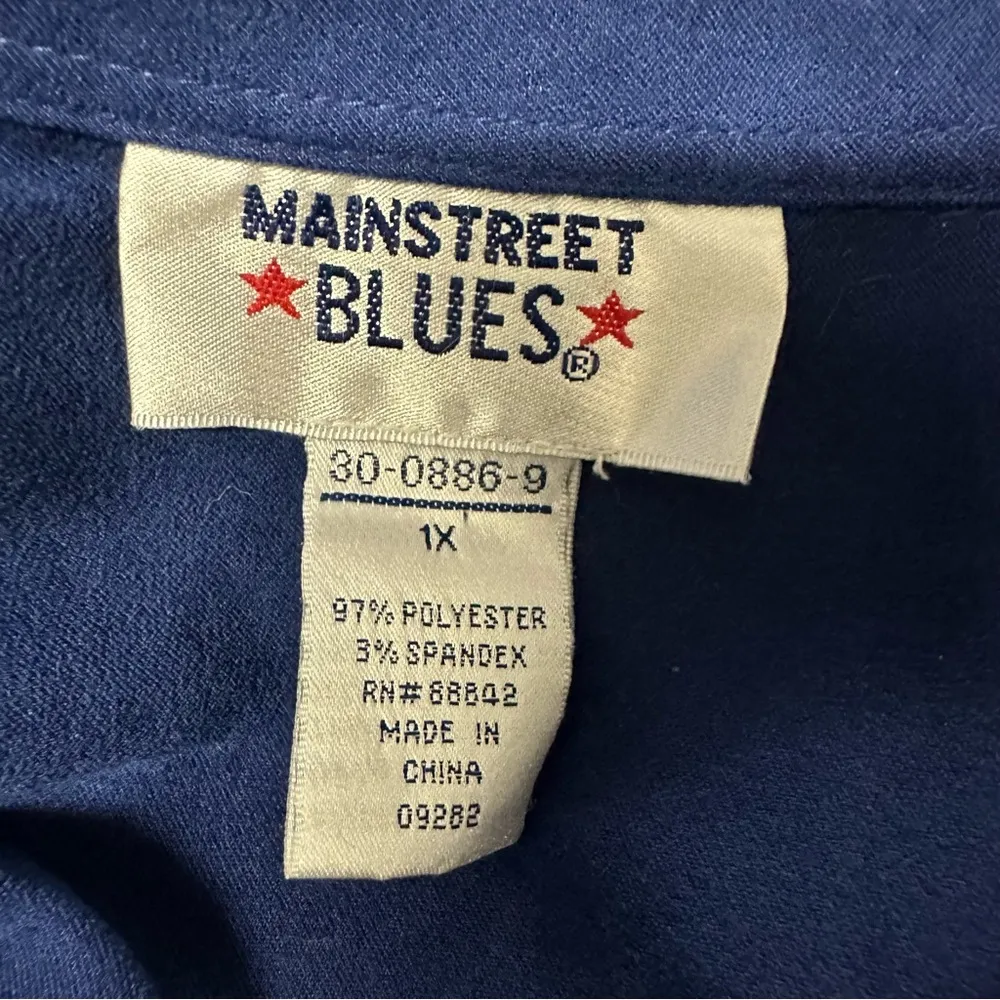 MAINSTREET
BLUES®
30-0886-9
1X
97% POLYESTER
3% SPANDEX
RN# 88842
MADE IN
CHINA
09282